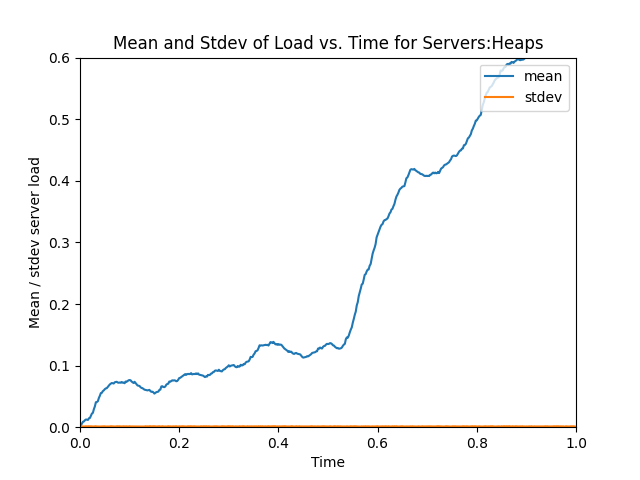 Mean and Stdev of Load vs. Time for Servers:Heaps
mean
stdev
Mean / stdev server load
0.6
0.5
0.4
0.3
0.2
0.1
0.0
0.0 0.2 0.4 0.6 0.8 1.0
Time